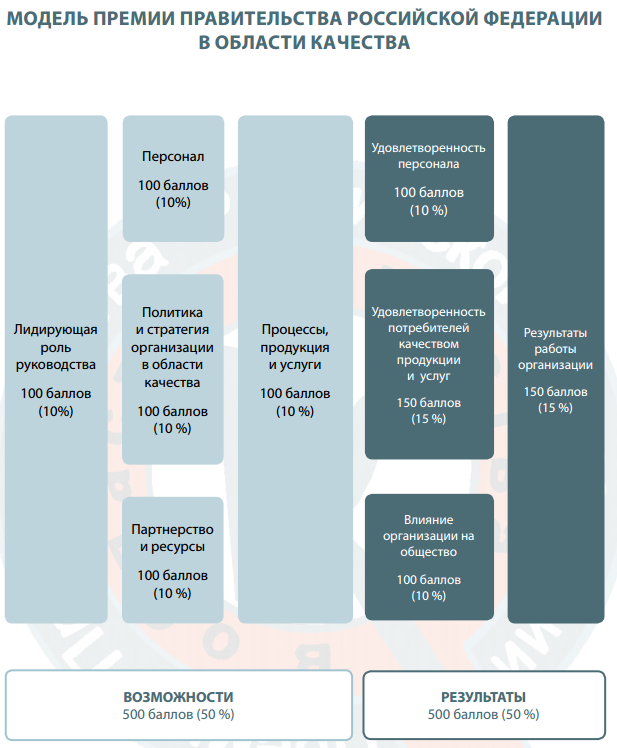 МОДЕЛЬ ПРЕМИИ ПРАВИТЕЛЬСТВА РОССИЙСКОЙ ФЕДЕРАЦИИ
В ОБЛАСТИ КАЧЕСТВА
Лидирующая
роль
руководства
100 баллов
(10%)
Персонал
100 баллов
(10%)
Политика
и стратегия
организации
в области
качества
100 баллов
(10 %)
Партнерство
и ресурсы
100 баллов
(10 %)
Процессы,
продукция
и услуги
100 баллов
(10 %)
Удовлетворенность
персонала
100 баллов
(10 %)
Удовлетворенность
потребителей
качеством
продукции
и услуг
150 баллов
(15 %)
Влияние
организации на
общество
100 баллов
(10 %)
Результаты
работы
организации
150 баллов
(15 %)
ВОЗМОЖНОСТИ
500 баллов (50 %)
РЕЗУЛЬТАТЫ
500 баллов (50 %)